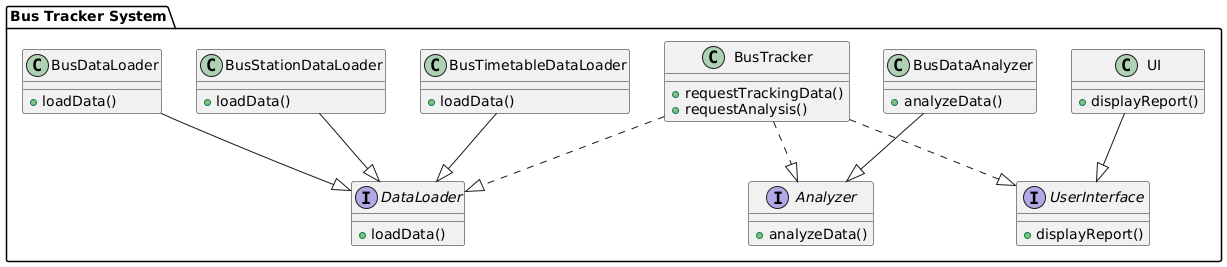 Bus Tracker System
C BusDataLoader
loadData()
C BusStationDataLoader
loadData()
C BusTimetableDataLoader
loadData()
C BusTracker
requestTrackingData()
requestAnalysis()
C BusDataAnalyzer
analyzeData()
C UI
displayReport()
I DataLoader
loadData()
I Analyzer
analyzeData()
I UserInterface
displayReport()